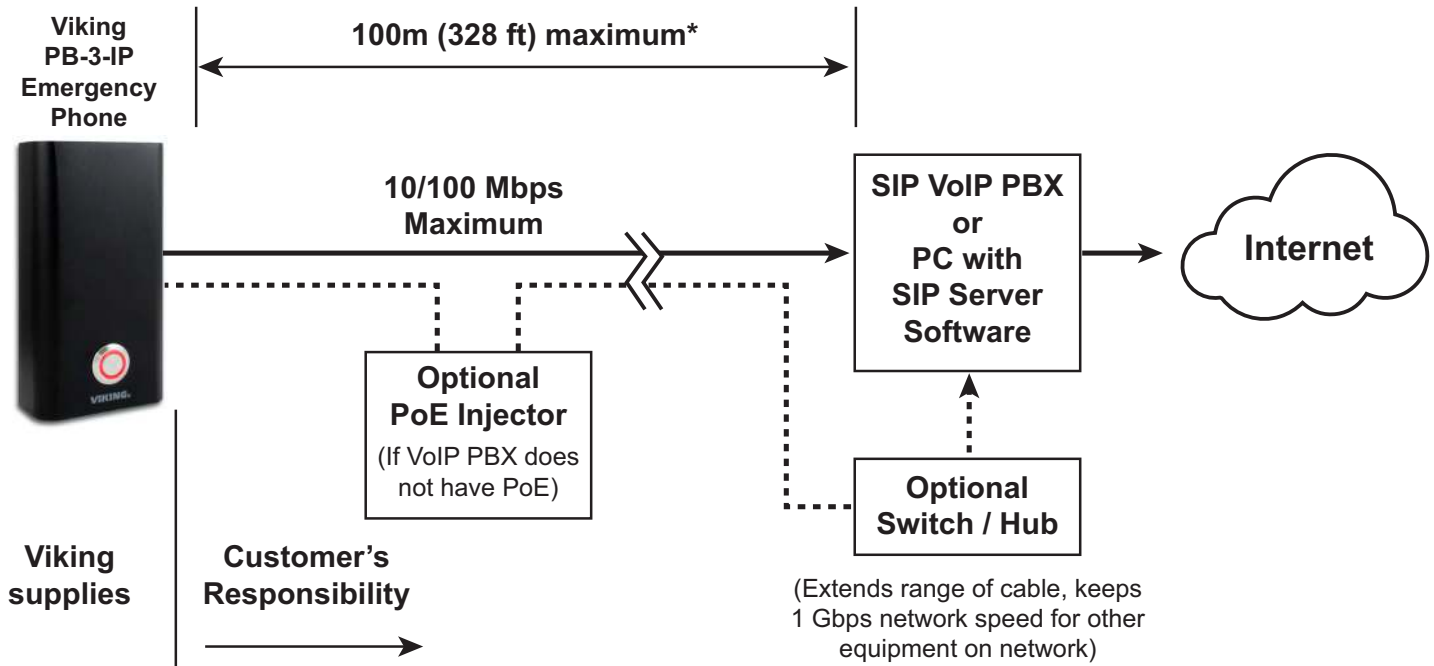 Viking
PB-3-IP
Emergency
Phone
100m (328 ft) maximum*
10/100 Mbps
Maximum
SIP VoIP PBX
or
PC with
SIP Server
Software
Internet
VIKING®
Optional
PoE Injector
(If VoIP PBX does
not have PoE)
Optional
Switch / Hub
(Extends range of cable, keeps
1 Gbps network speed for other
equipment on network)
Viking
supplies
Customer’s
Responsibility